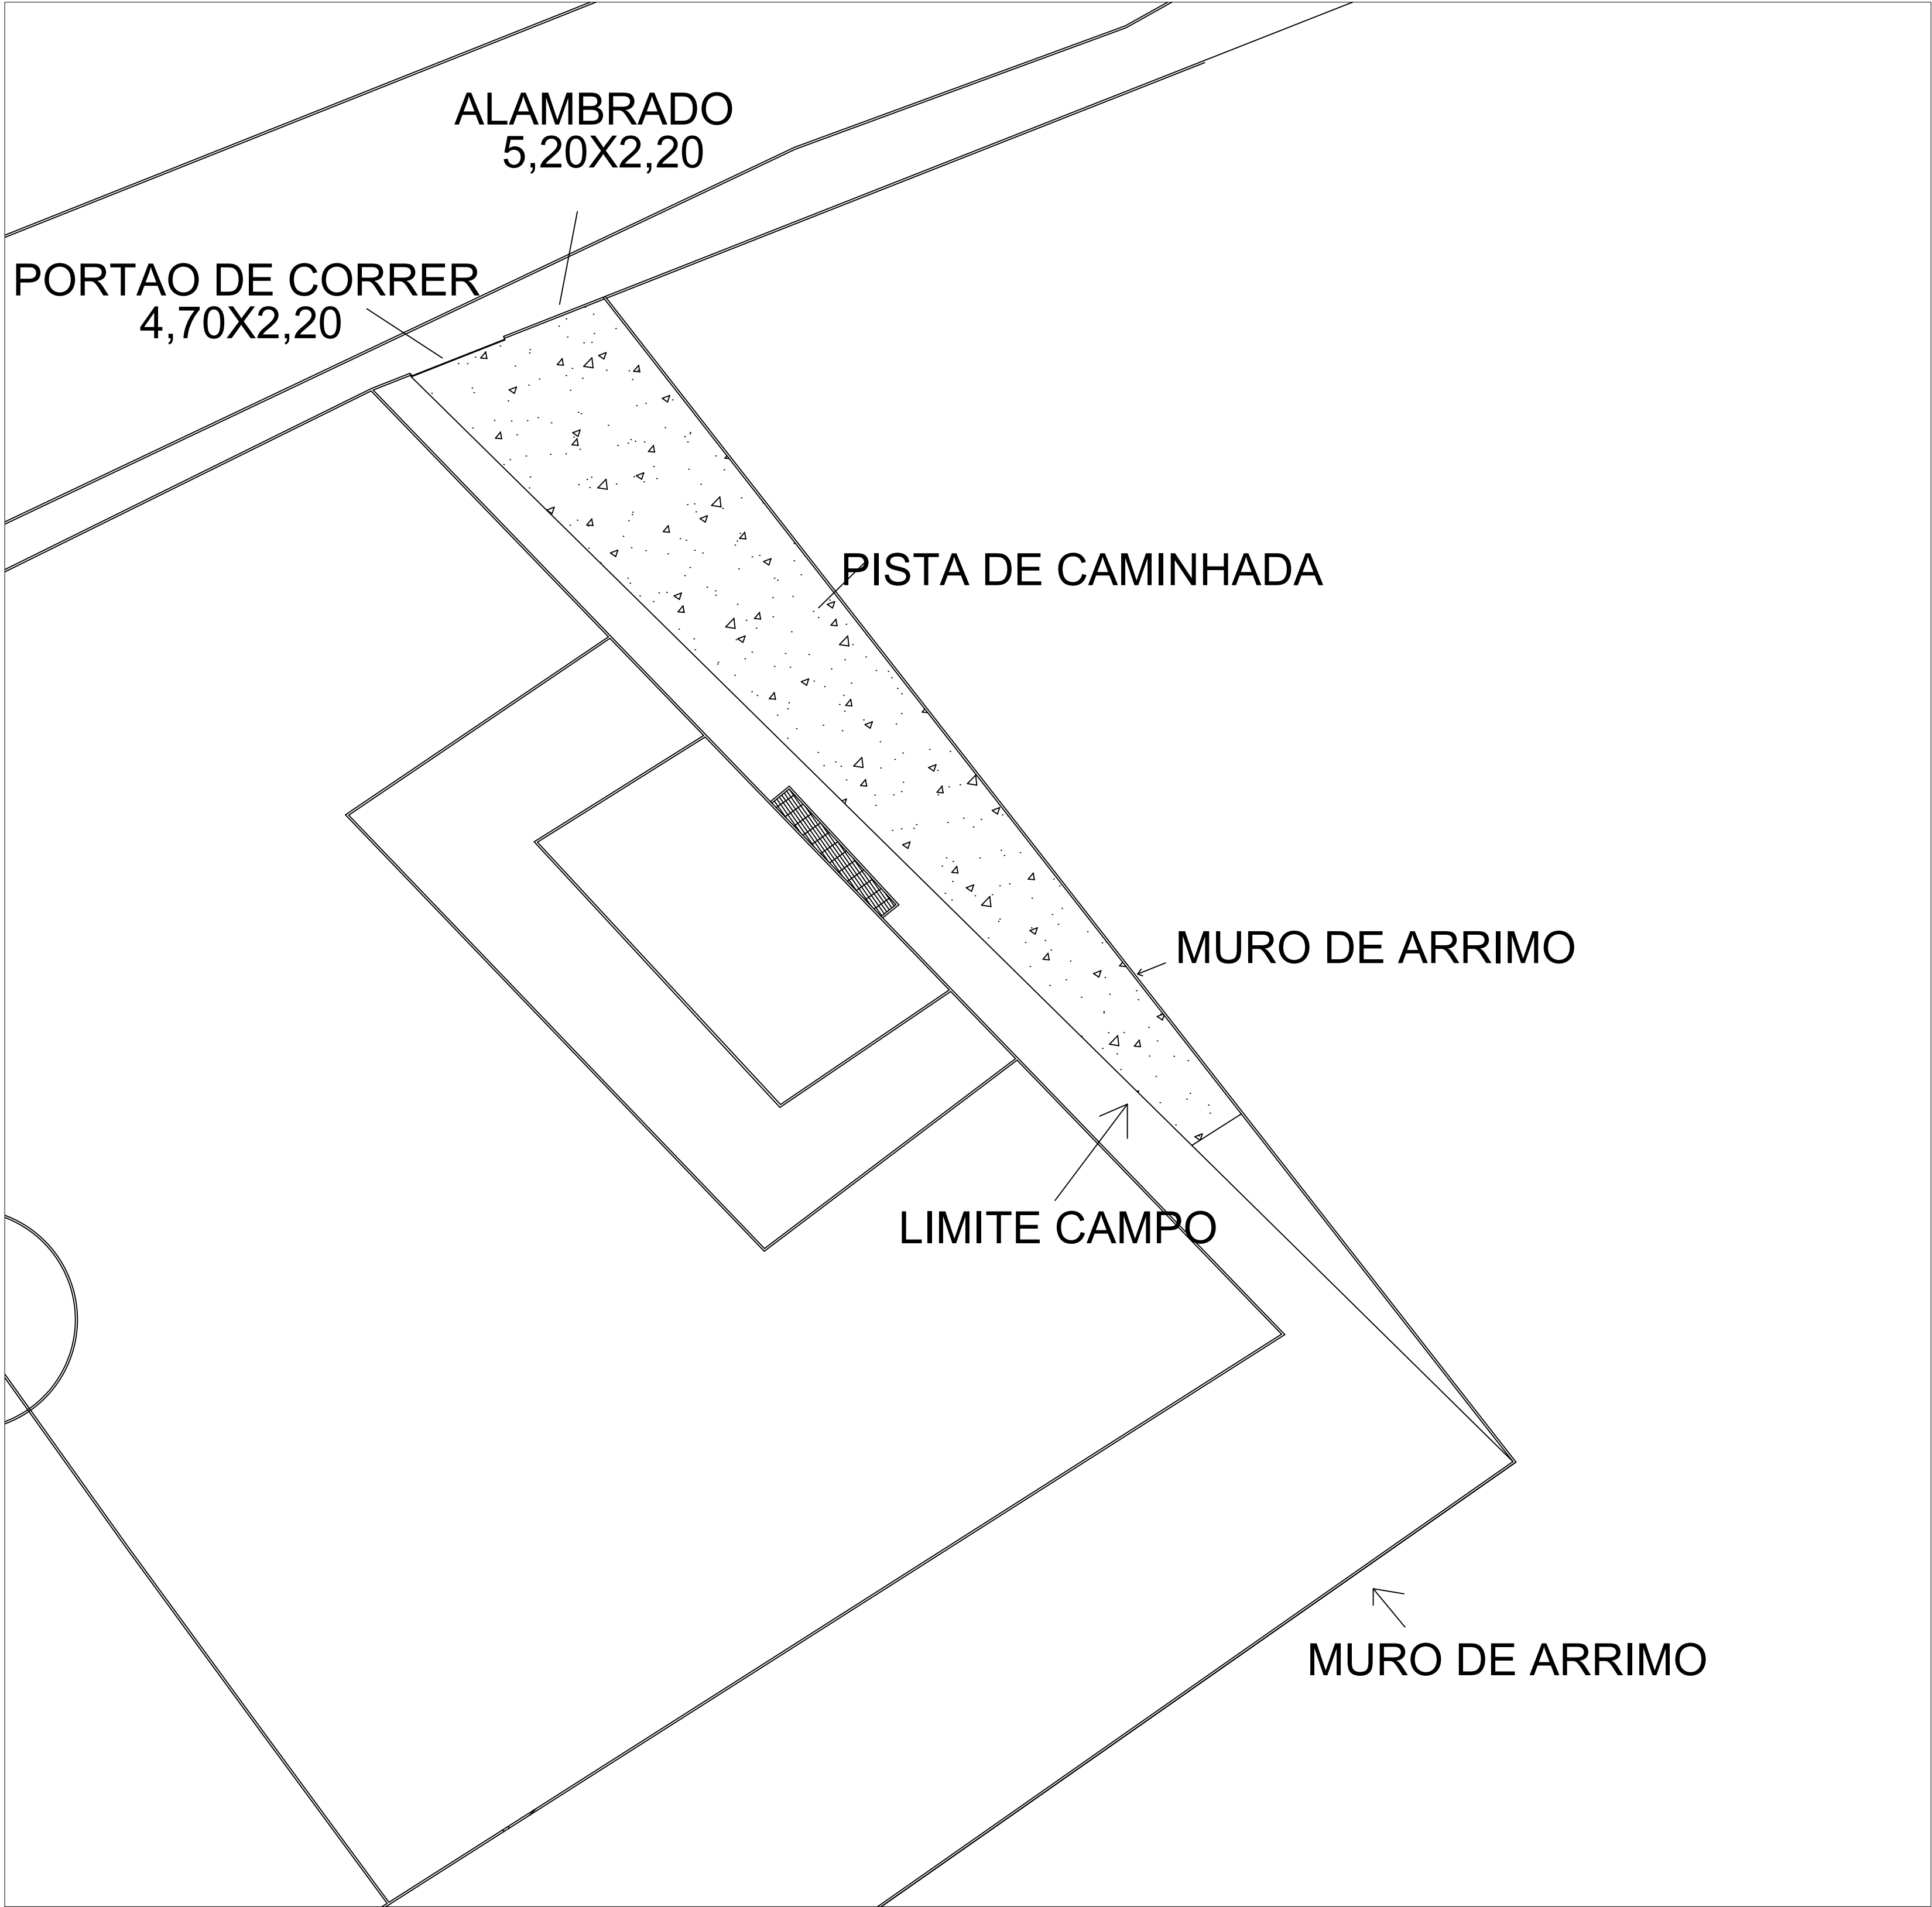 ALAMBRADO
5,20X2,20
PORTAO DE CORRER
4,70X2,20
PISTA DE CAMINHADA
MURO DE ARRIMO
LIMITE CAMPO
MURO DE ARRIMO